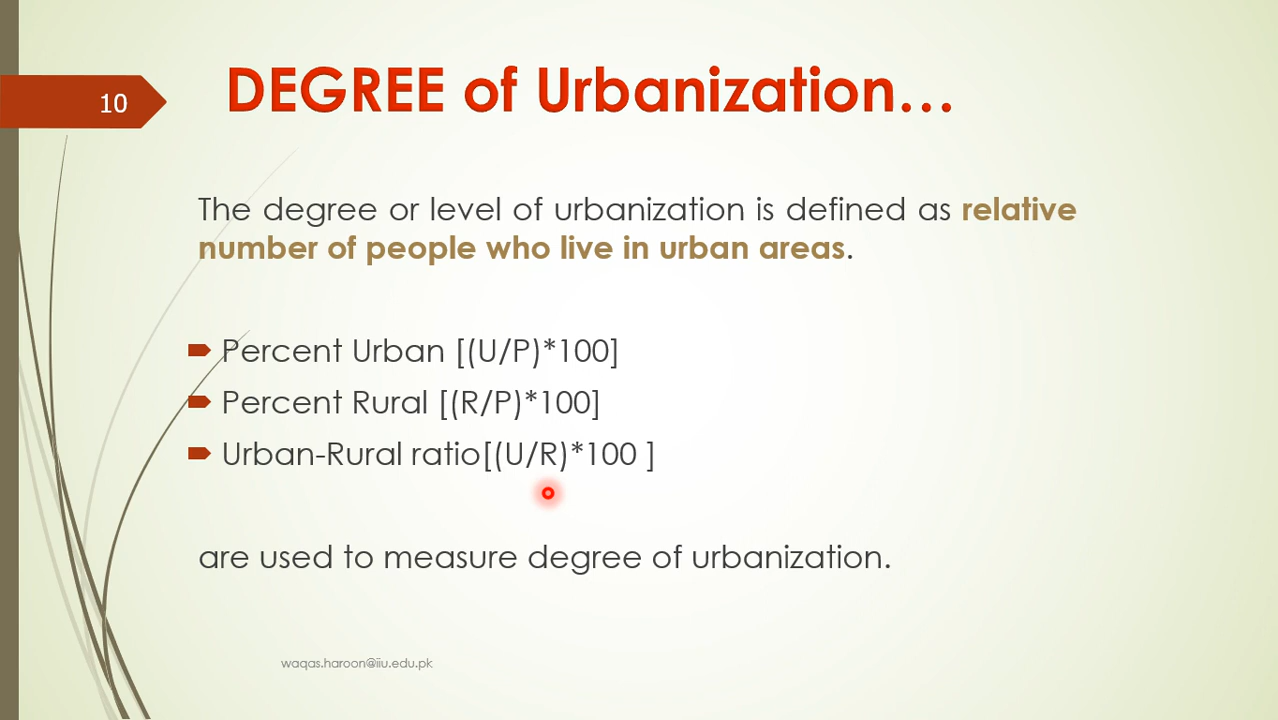 10
DEGREE of Urbanization…
The degree or level of urbanization is defined as relative
number of people who live in urban areas.
Percent Urban [(U/P)*100]
Percent Rural [(R/P)*100]
Urban-Rural ratio[(U/R)*100 ]
are used to measure degree of urbanization.
waqas.haroon@iiu.edu.pk